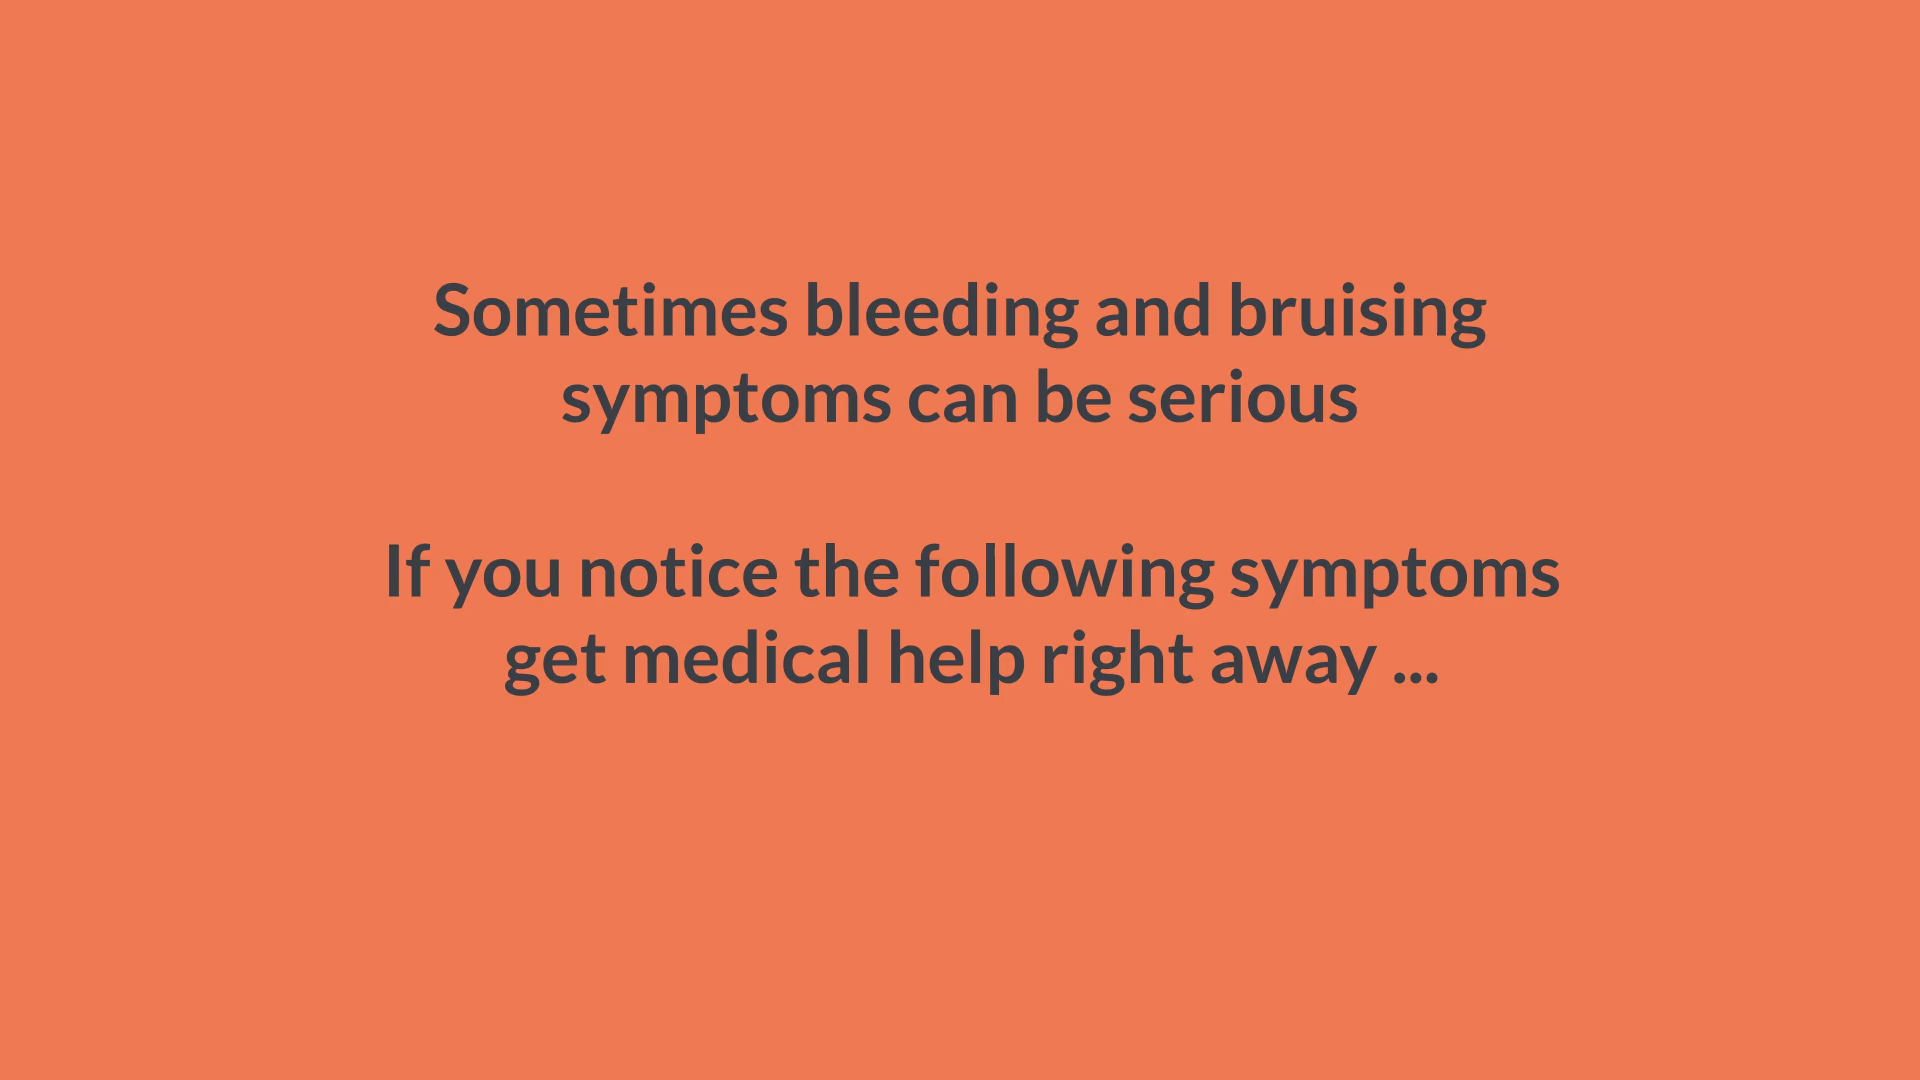 Sometimes bleeding and bruising
symptoms can be serious
If you notice the following symptoms
get medical help right away ...